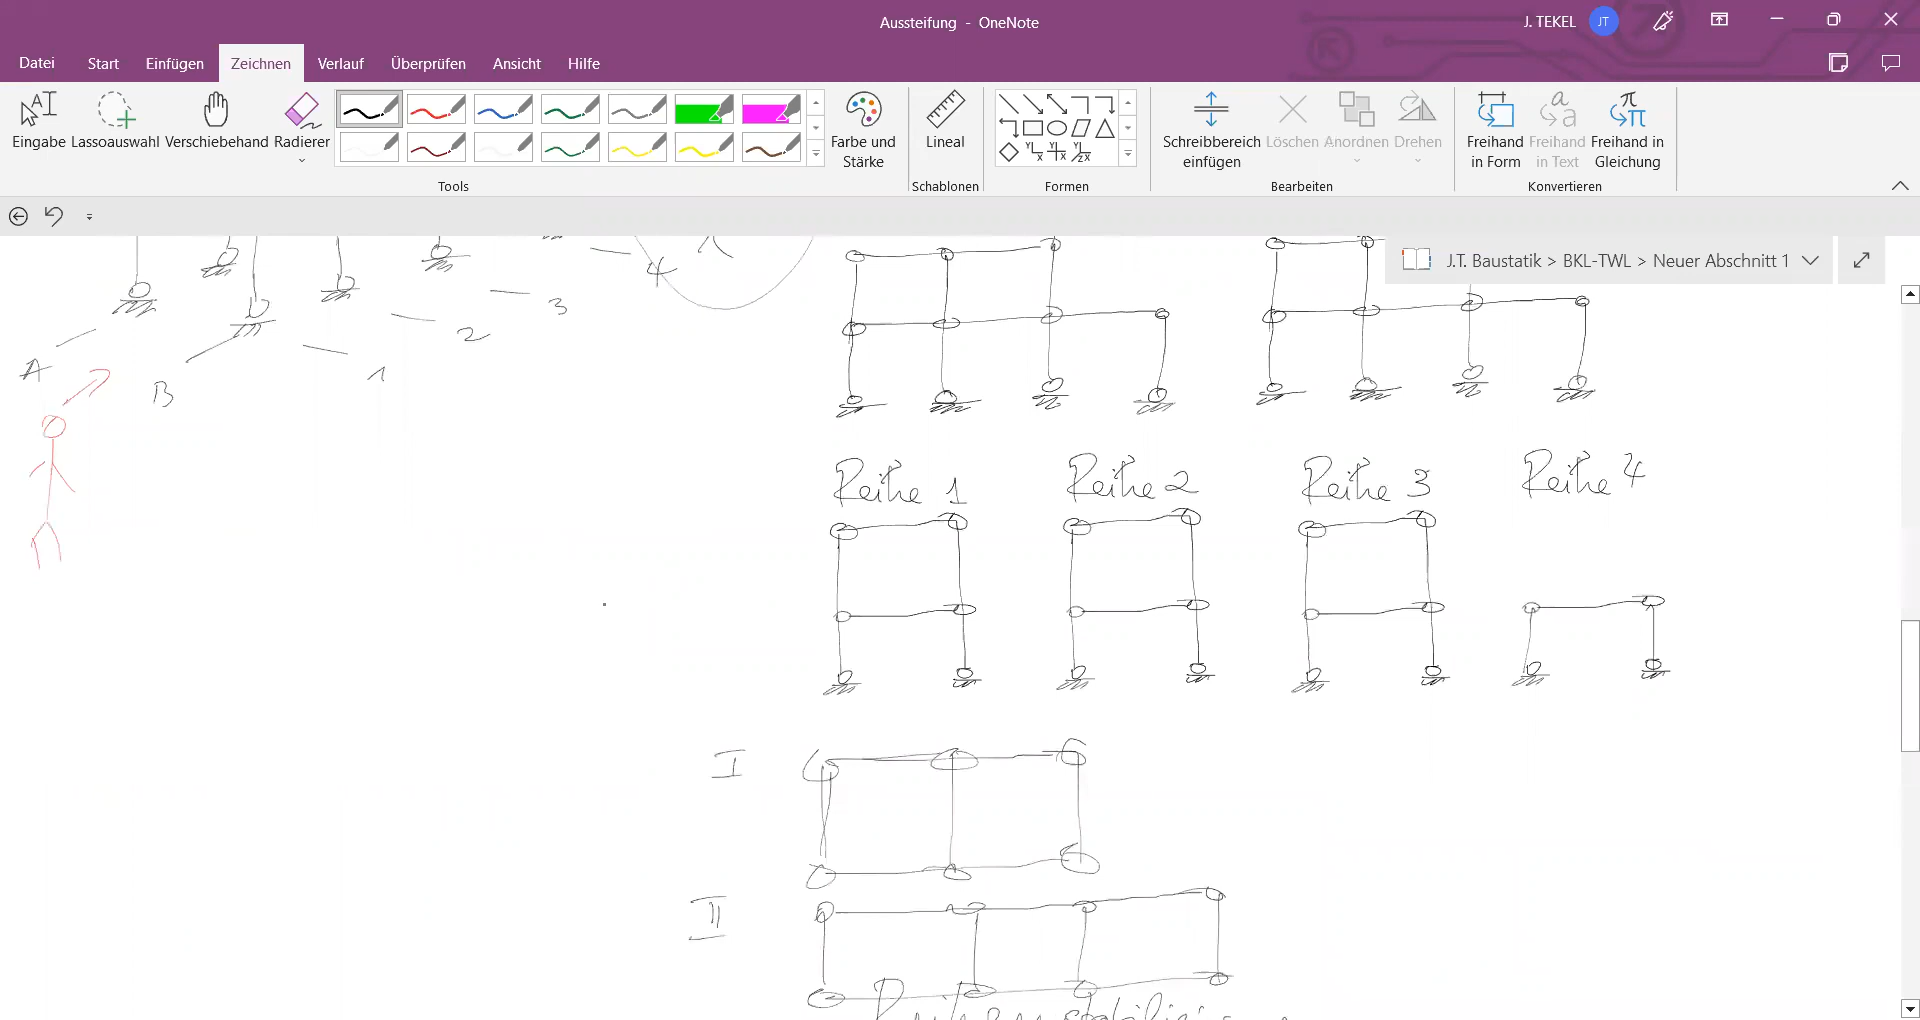 Aussteifung - OneNote
J. TEKEL
JT
Datei Start Einfügen Zeichnen Verlauf Überprüfen Ansicht Hilfe
Eingabe Lassoauswahl Verschiebehand Radierer
Farbe und Stärke
Lineal
Schreibbereich einfügen
Löschen Anordnen Drehen
Freihand in Form
Freihand in Text
Freihand in Gleichung
Tools Schablonen Formen Bearbeiten Konvertieren
J.T. Baustatik > BKL-TWL > Neuer Abschnitt 1
4
3
2
1
A
B
Reihe 1 Reihe 2 Reihe 3 Reihe 4
I
II